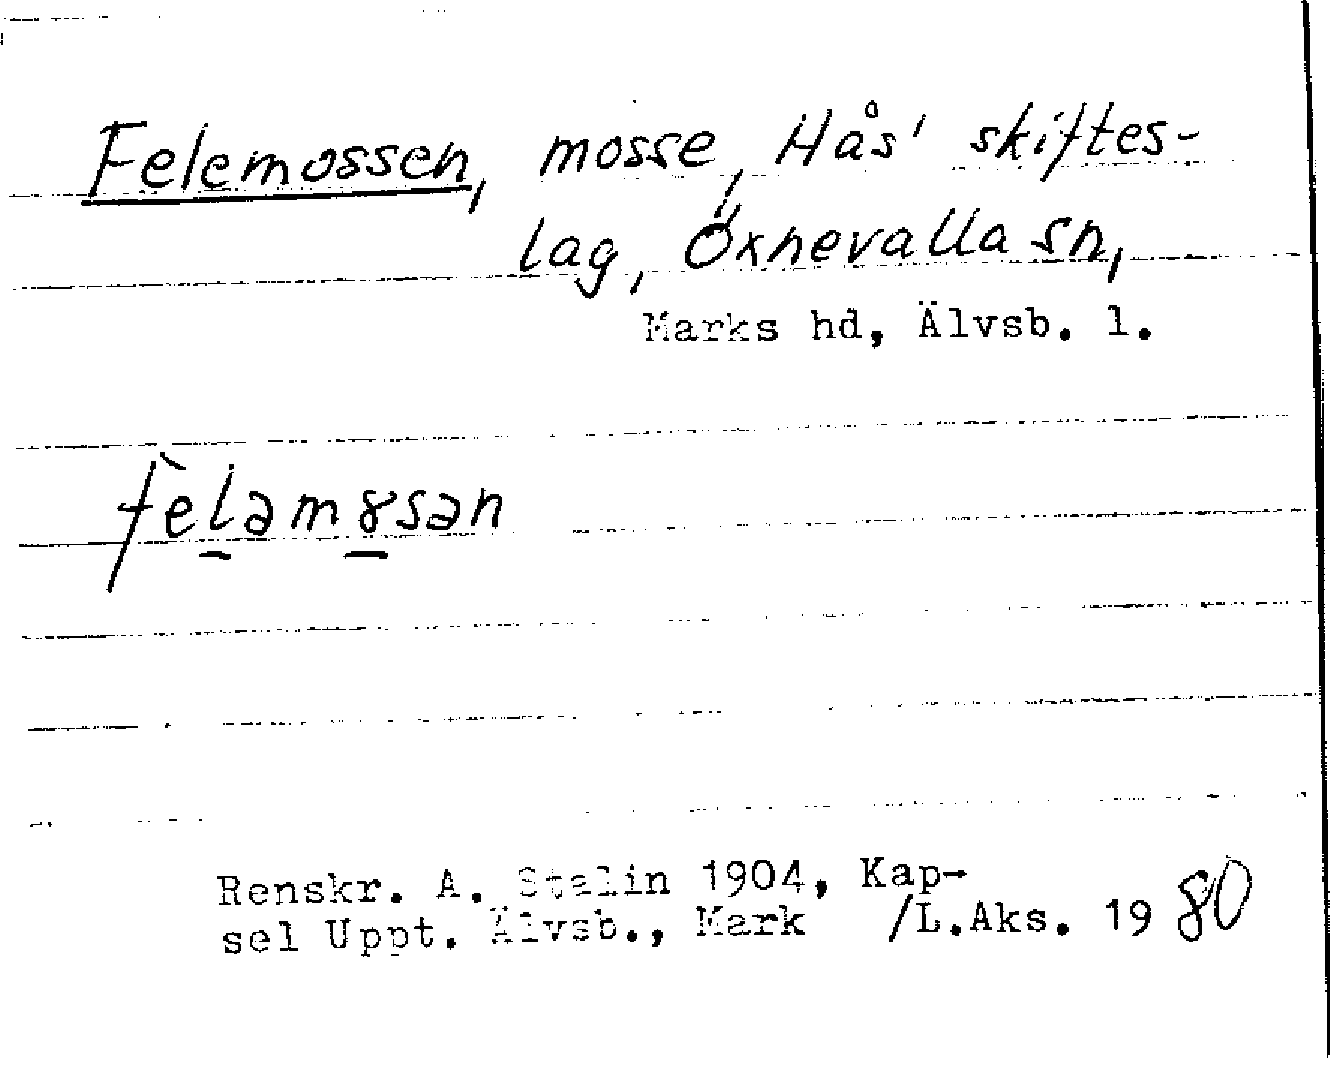 Felemossen, mosse, Hås' skiftes-
lag, Öxnevalla sn,
Marks hd, Älvsb. l.
fèləm8sən
Renskr. A. Stalin 1904, Kap-
sel Uppt. Älvsb., Mark /L.Aks. 1980